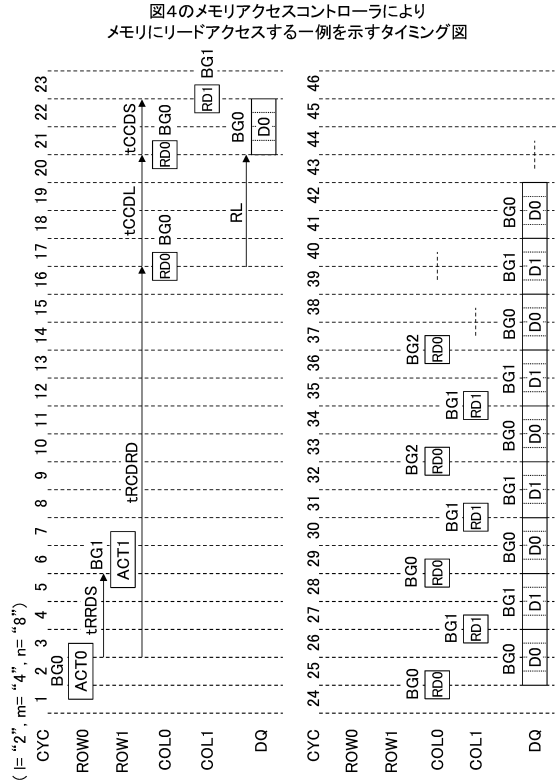 図4のメモリアクセスコントローラにより
メモリにリードアクセスする一例を示すタイミング図
( l= “2”, m= “4”, n= “8”)
CYC 1 2 3 4 5 6 7 8 9 10 11 12 13 14 15 16 17 18 19 20 21 22 23
BG0
ROW0 ACT0
tRRDS BG1
ROW1 ACT1
tRCDRD tCCDL tCCDS
COL0 RD0 BG0 RD0 BG0
COL1 RD1 BG1
RL BG0
DQ D0
CYC 24 25 26 27 28 29 30 31 32 33 34 35 36 37 38 39 40 41 42 43 44 45 46
ROW0
ROW1
BG0 BG0 BG2 BG2
COL0 RD0 RD0 RD0 RD0
BG1 BG1 BG1
COL1 RD1 RD1 RD1
BG0 BG1 BG0 BG1 BG0 BG1 BG0 BG1 BG0
DQ D0 D1 D0 D1 D0 D1 D0 D1 D0